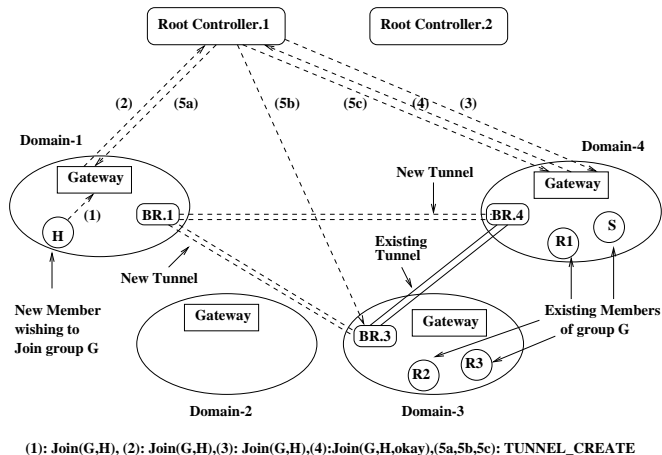 Root Controller.1
Root Controller.2
(2)
(5a)
(5b)
(5c)
(4)
(3)
Domain-1
Domain-4
Gateway
Gateway
(1)
H
BR.1
New Tunnel
BR.4
R1
S
Existing
Tunnel
New Tunnel
New Member
wishing to
Join group G
Gateway
BR.3
Gateway
R2
R3
Existing Members
of group G
Domain-2
Domain-3
(1): Join(G,H), (2): Join(G,H),(3): Join(G,H),(4):Join(G,H,okay),(5a,5b,5c): TUNNEL_CREATE